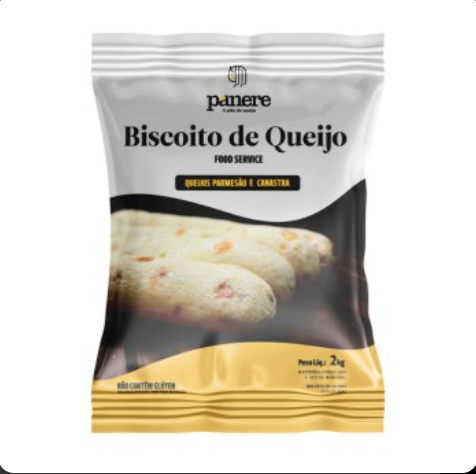 panere
O pão de queijo
Biscoito de Queijo
FOOD SERVICE
QUEIJOS PARMESÃO E CANASTRA
Peso Líq.: 2kg
NÃO CONTÉM GLÚTEN